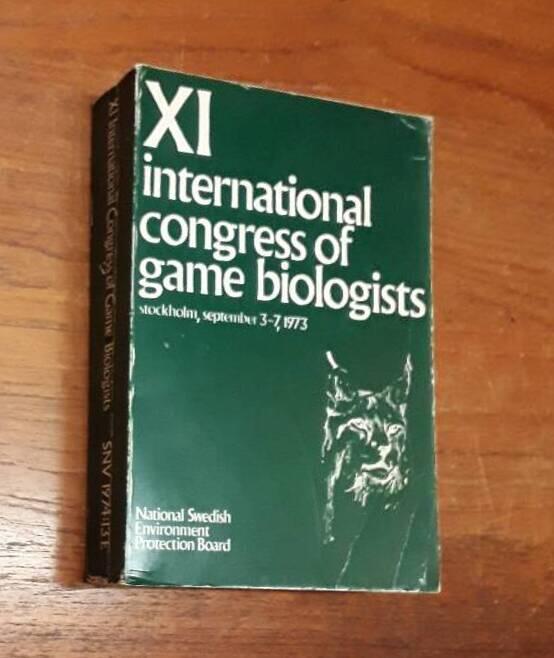 XI
international
congress of
game biologists
stockholm, september 3-7, 1973
National Swedish
Environment
Protection Board
XI International Congress of Game Biologists — SNV 1974:13 E